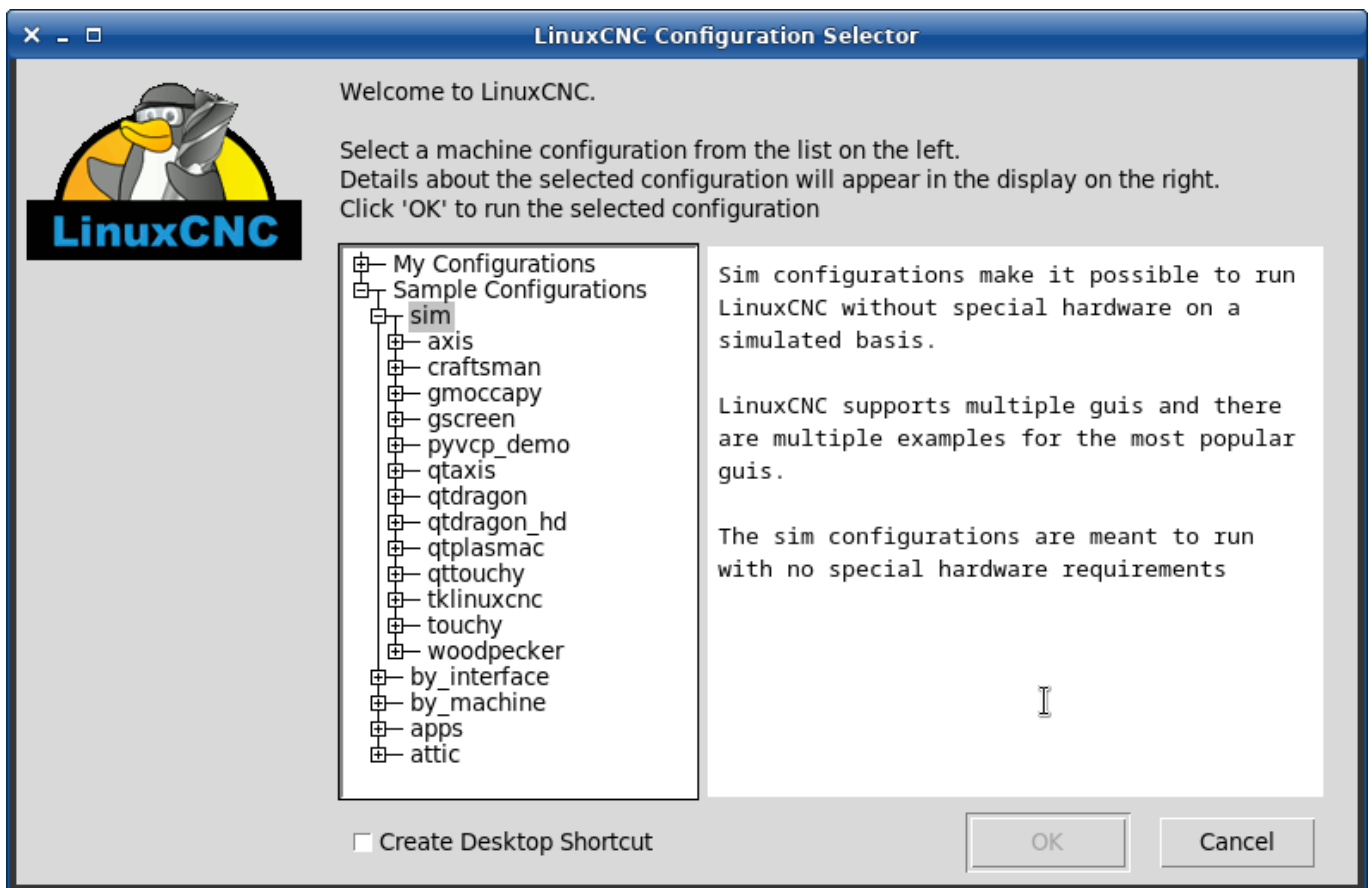 LinuxCNC Configuration Selector
LinuxCNC
Welcome to LinuxCNC.
Select a machine configuration from the list on the left.
Details about the selected configuration will appear in the display on the right.
Click 'OK' to run the selected configuration
My Configurations
Sample Configurations
sim
axis
craftsman
gmoccapy
gscreen
pyvcp_demo
qtaxis
qtdragon
qtdragon_hd
qtplasmac
qttouchy
tklinuxcnc
touchy
woodpecker
by_interface
by_machine
apps
attic
Sim configurations make it possible to run
LinuxCNC without special hardware on a
simulated basis.
LinuxCNC supports multiple guis and there
are multiple examples for the most popular
guis.
The sim configurations are meant to run
with no special hardware requirements
Create Desktop Shortcut
OK
Cancel